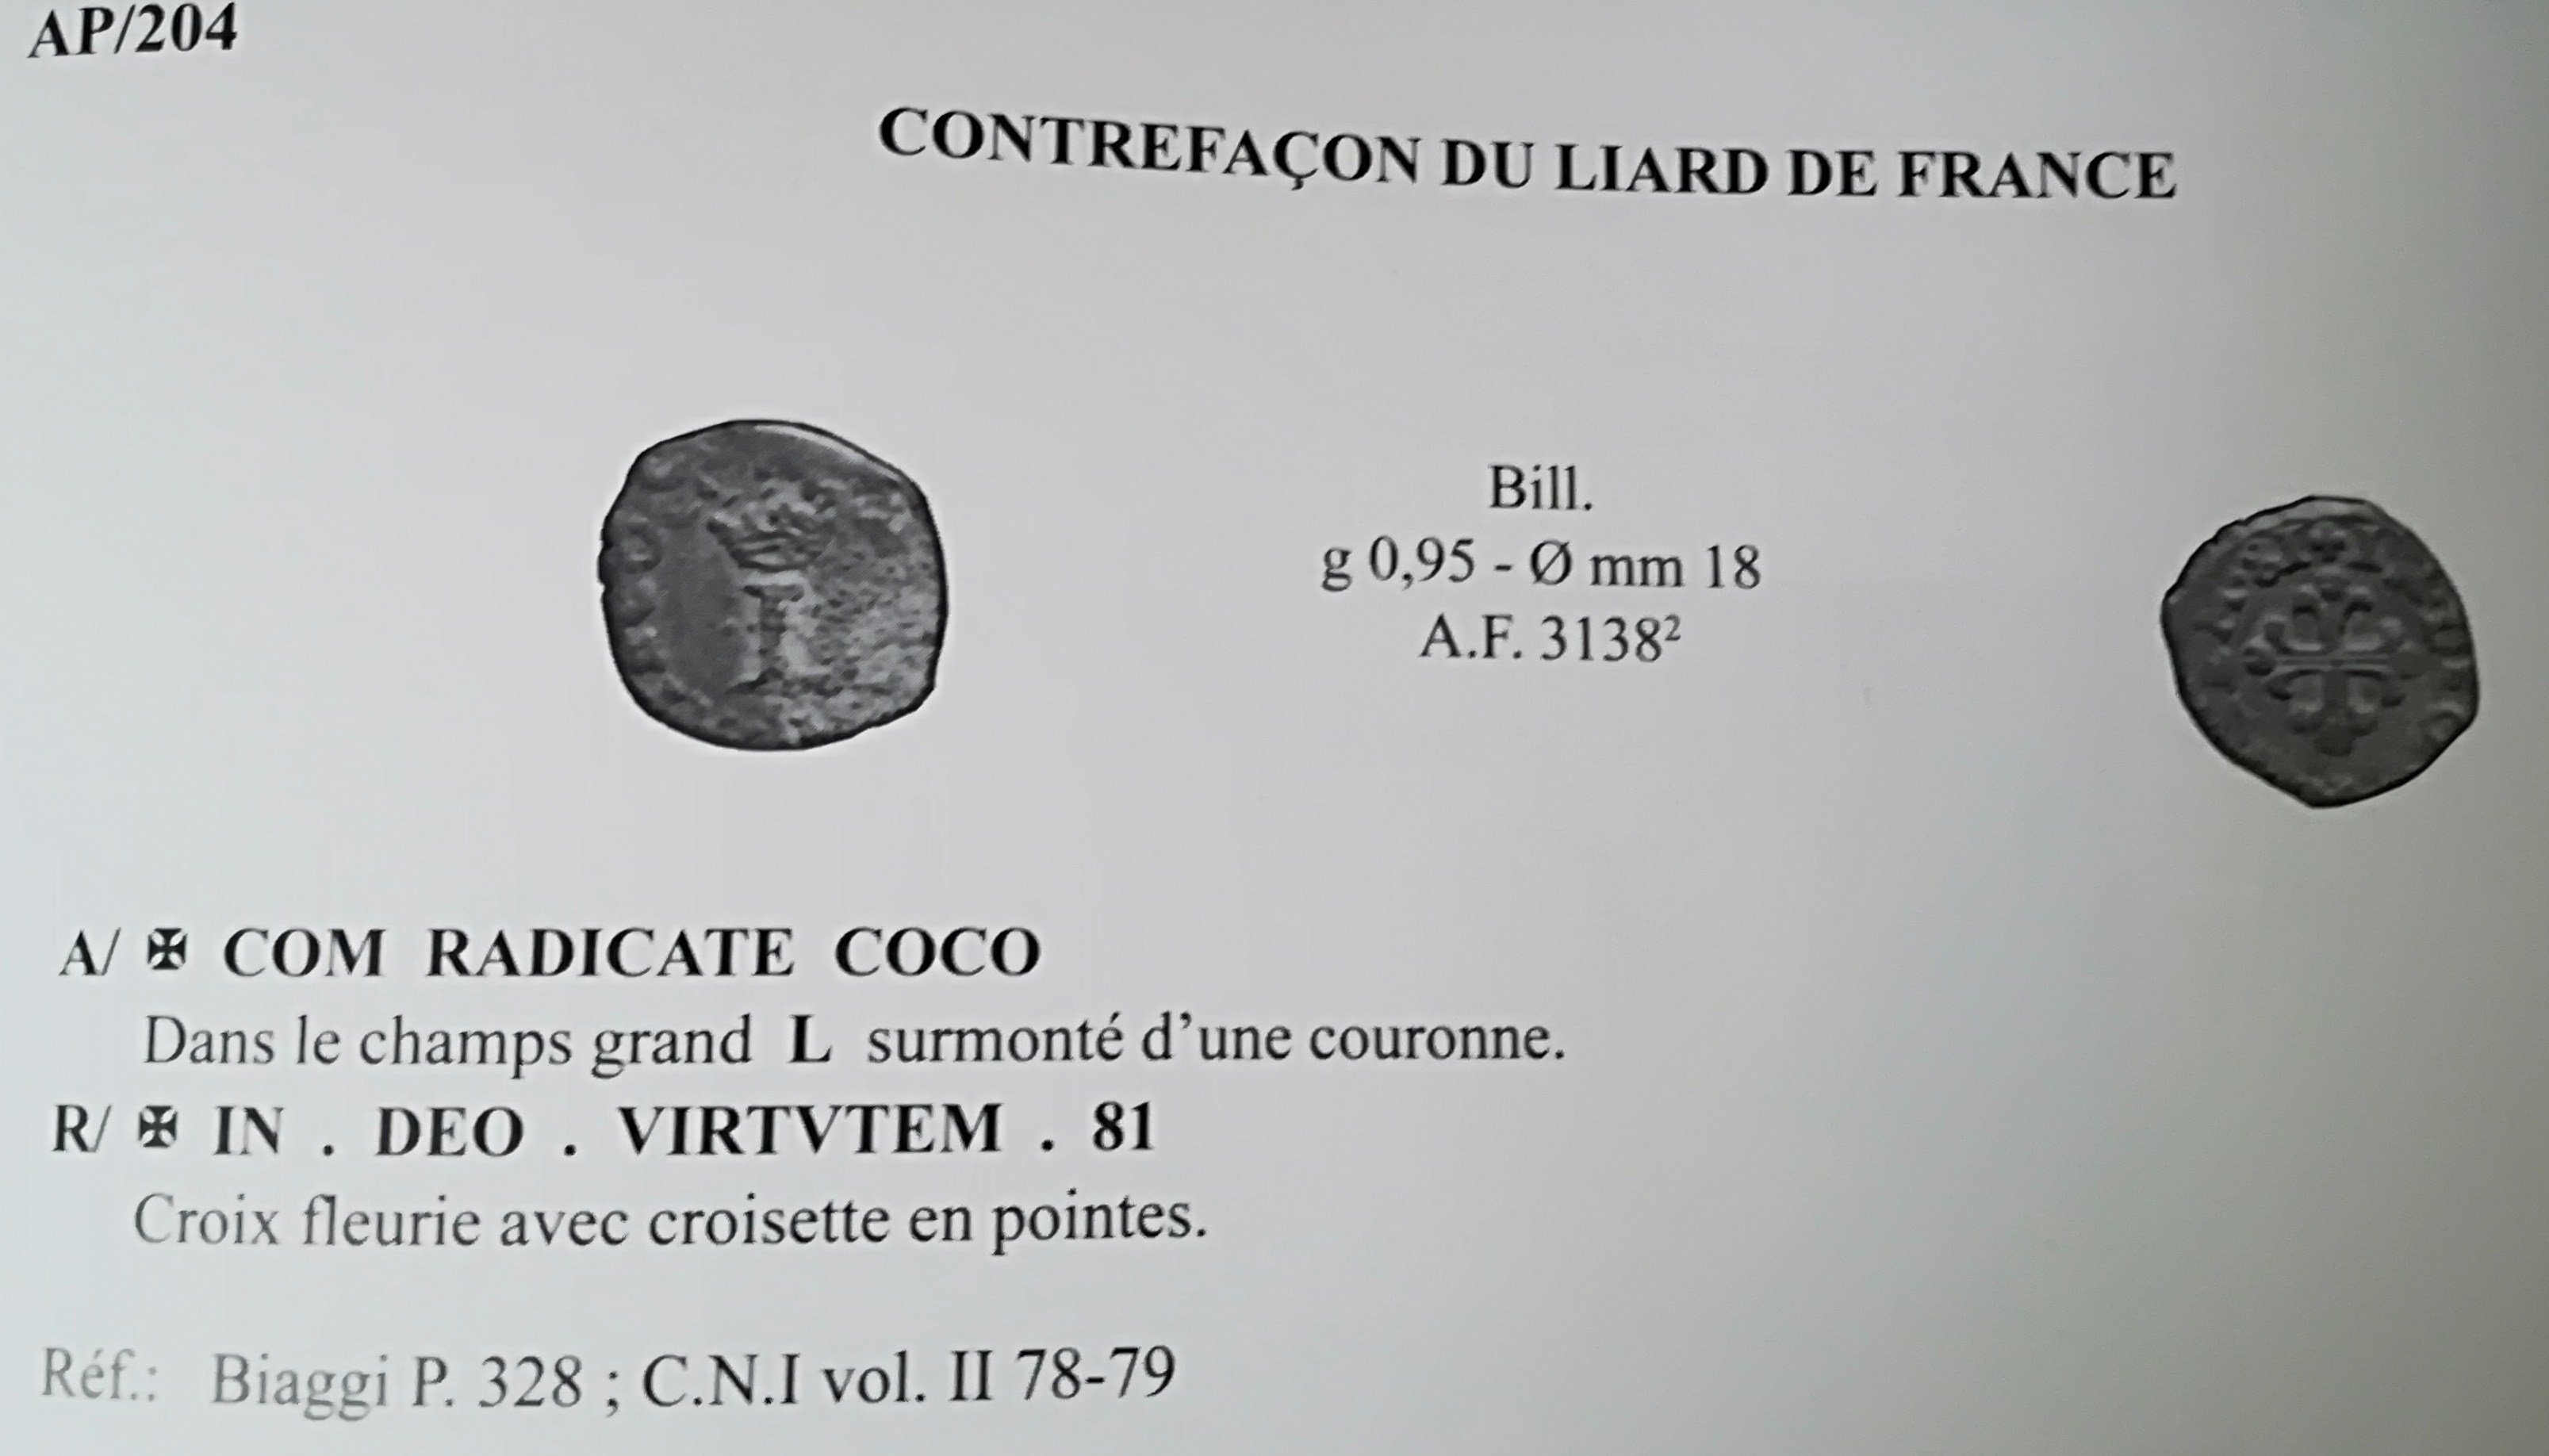 AP/204
CONTREFAÇON DU LIARD DE FRANCE
Bill.
g 0,95 - Ø mm 18
A.F. 3138²
A/ ✠ COM RADICATE COCO
Dans le champs grand L surmonté d'une couronne.
R/ ✠ IN . DEO . VIRTVTEM . 81
Croix fleurie avec croisette en pointes.
Réf.: Biaggi P. 328 ; C.N.I vol. II 78-79